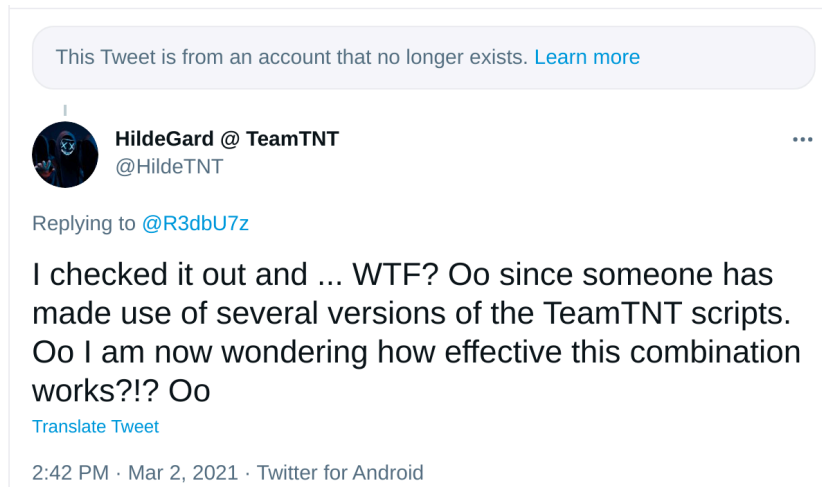 This Tweet is from an account that no longer exists. Learn more
HildeGard @ TeamTNT
@HildeTNT
Replying to @R3dbU7z
I checked it out and ... WTF? Oo since someone has
made use of several versions of the TeamTNT scripts.
Oo I am now wondering how effective this combination
works?!? Oo
Translate Tweet
2:42 PM · Mar 2, 2021 · Twitter for Android